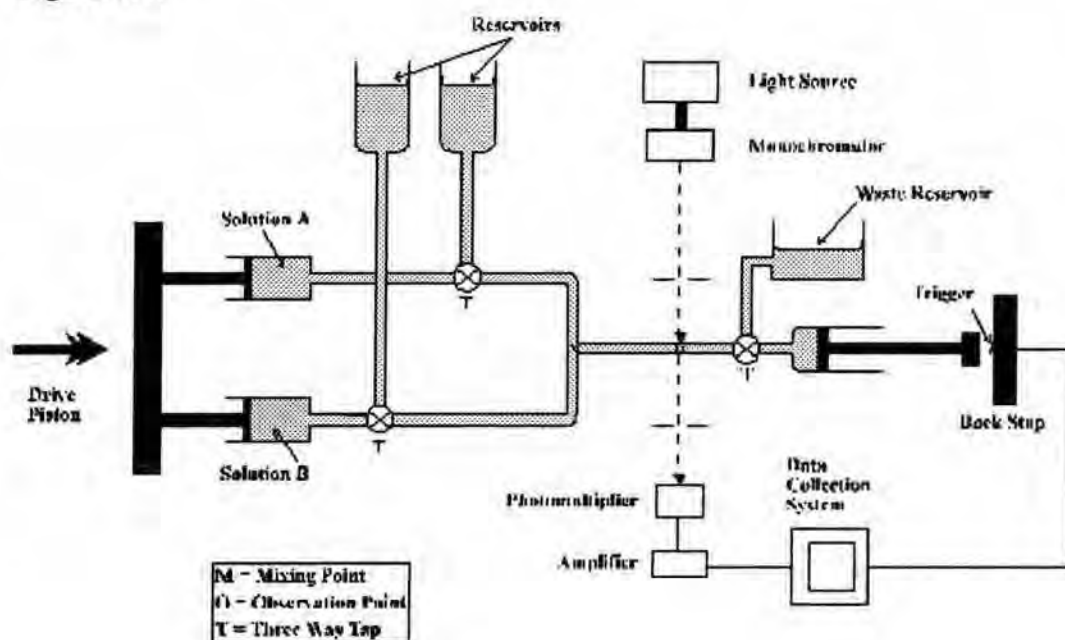 Reservoirs
Light Source
Monochromator
Waste Reservoir
Solution A
T
Trigger
T
Drive
Piston
T
Back Stop
Solution B
Data
Collection
System
Photomultiplier
Amplifier
M = Mixing Point
O = Observation Point
T = Three Way Tap